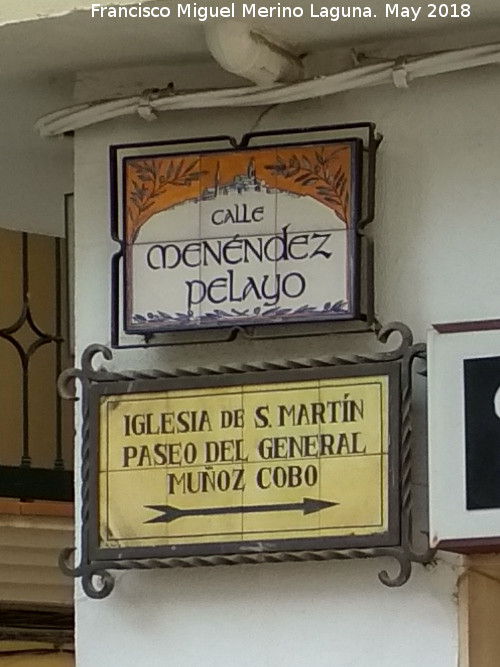 Francisco Miguel Merino Laguna. May 2018
CALLE
MENÉNDEZ
PELAYO
IGLESIA DE S. MARTÍN
PASEO DEL GENERAL
MUÑOZ COBO